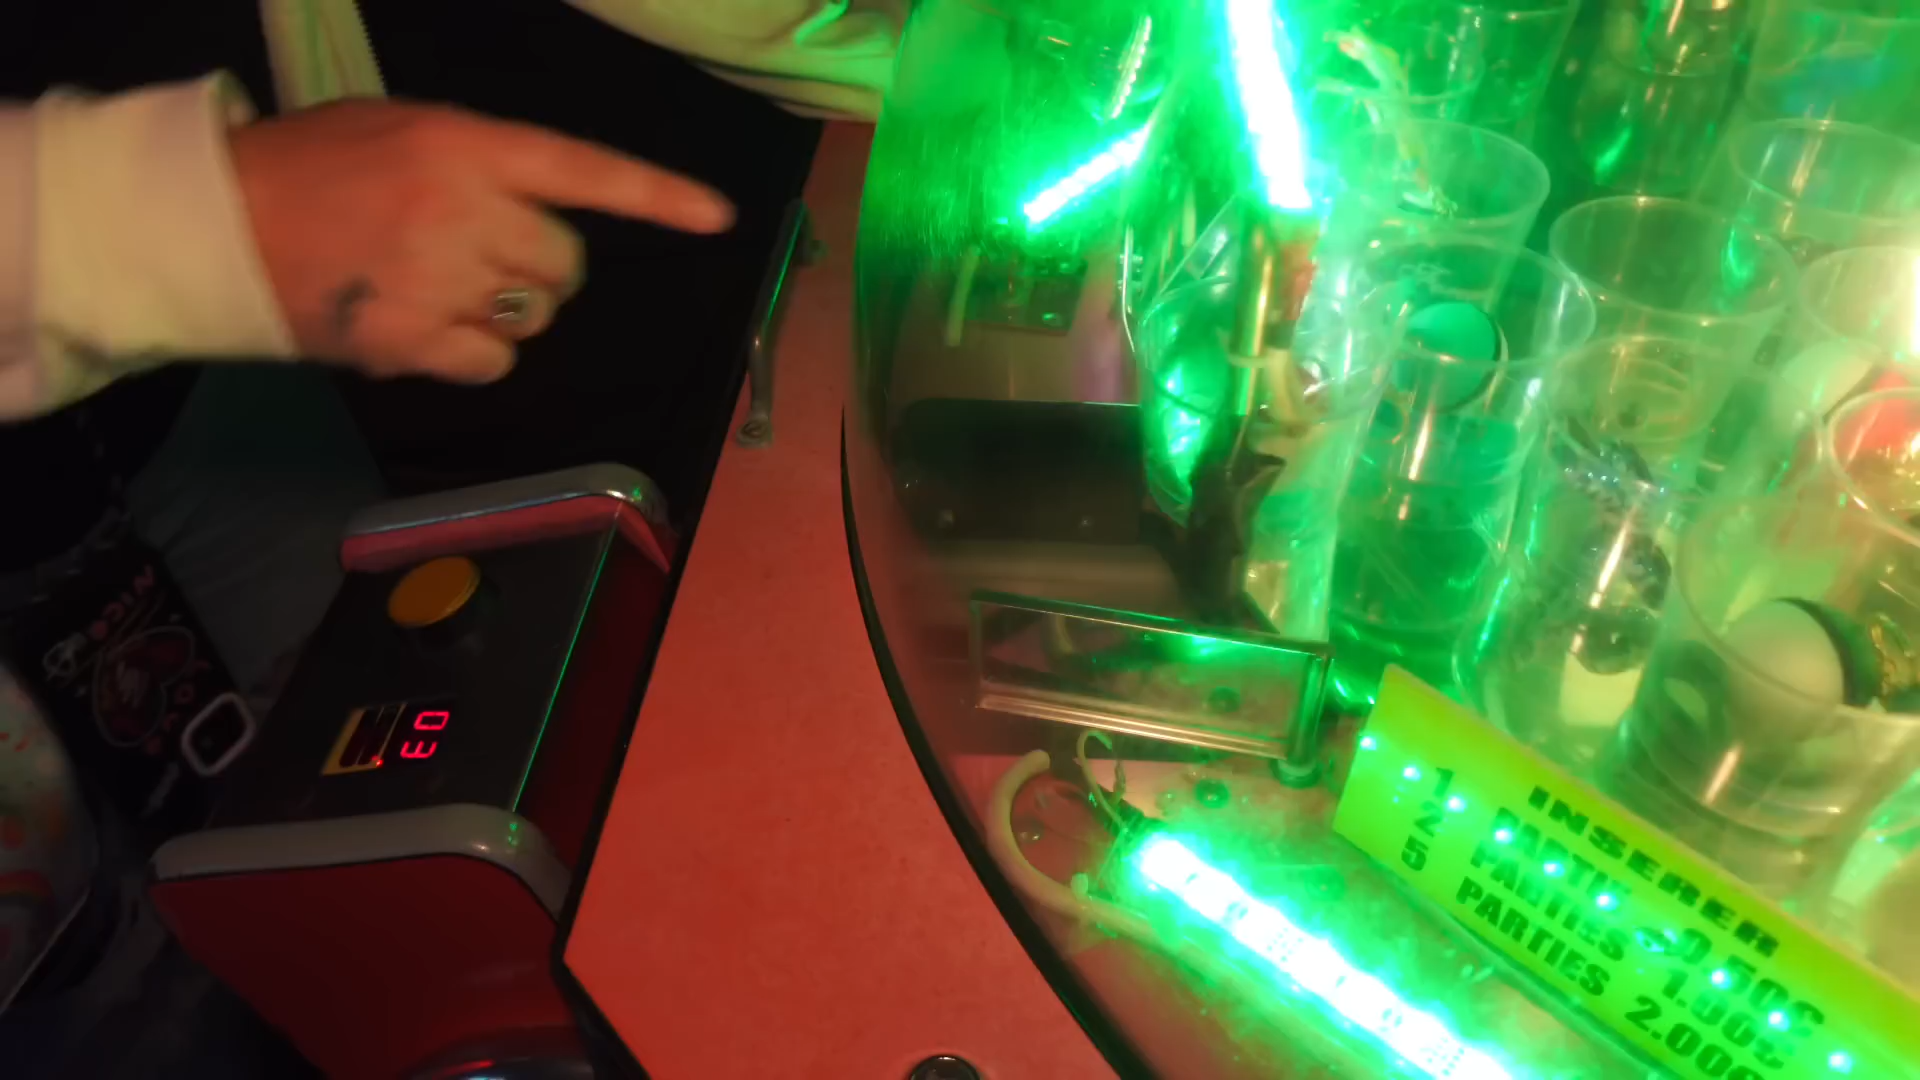 03
INSERER
1 PARTIE 0.50€
2 PARTIES 1.00€
5 PARTIES 2.00€